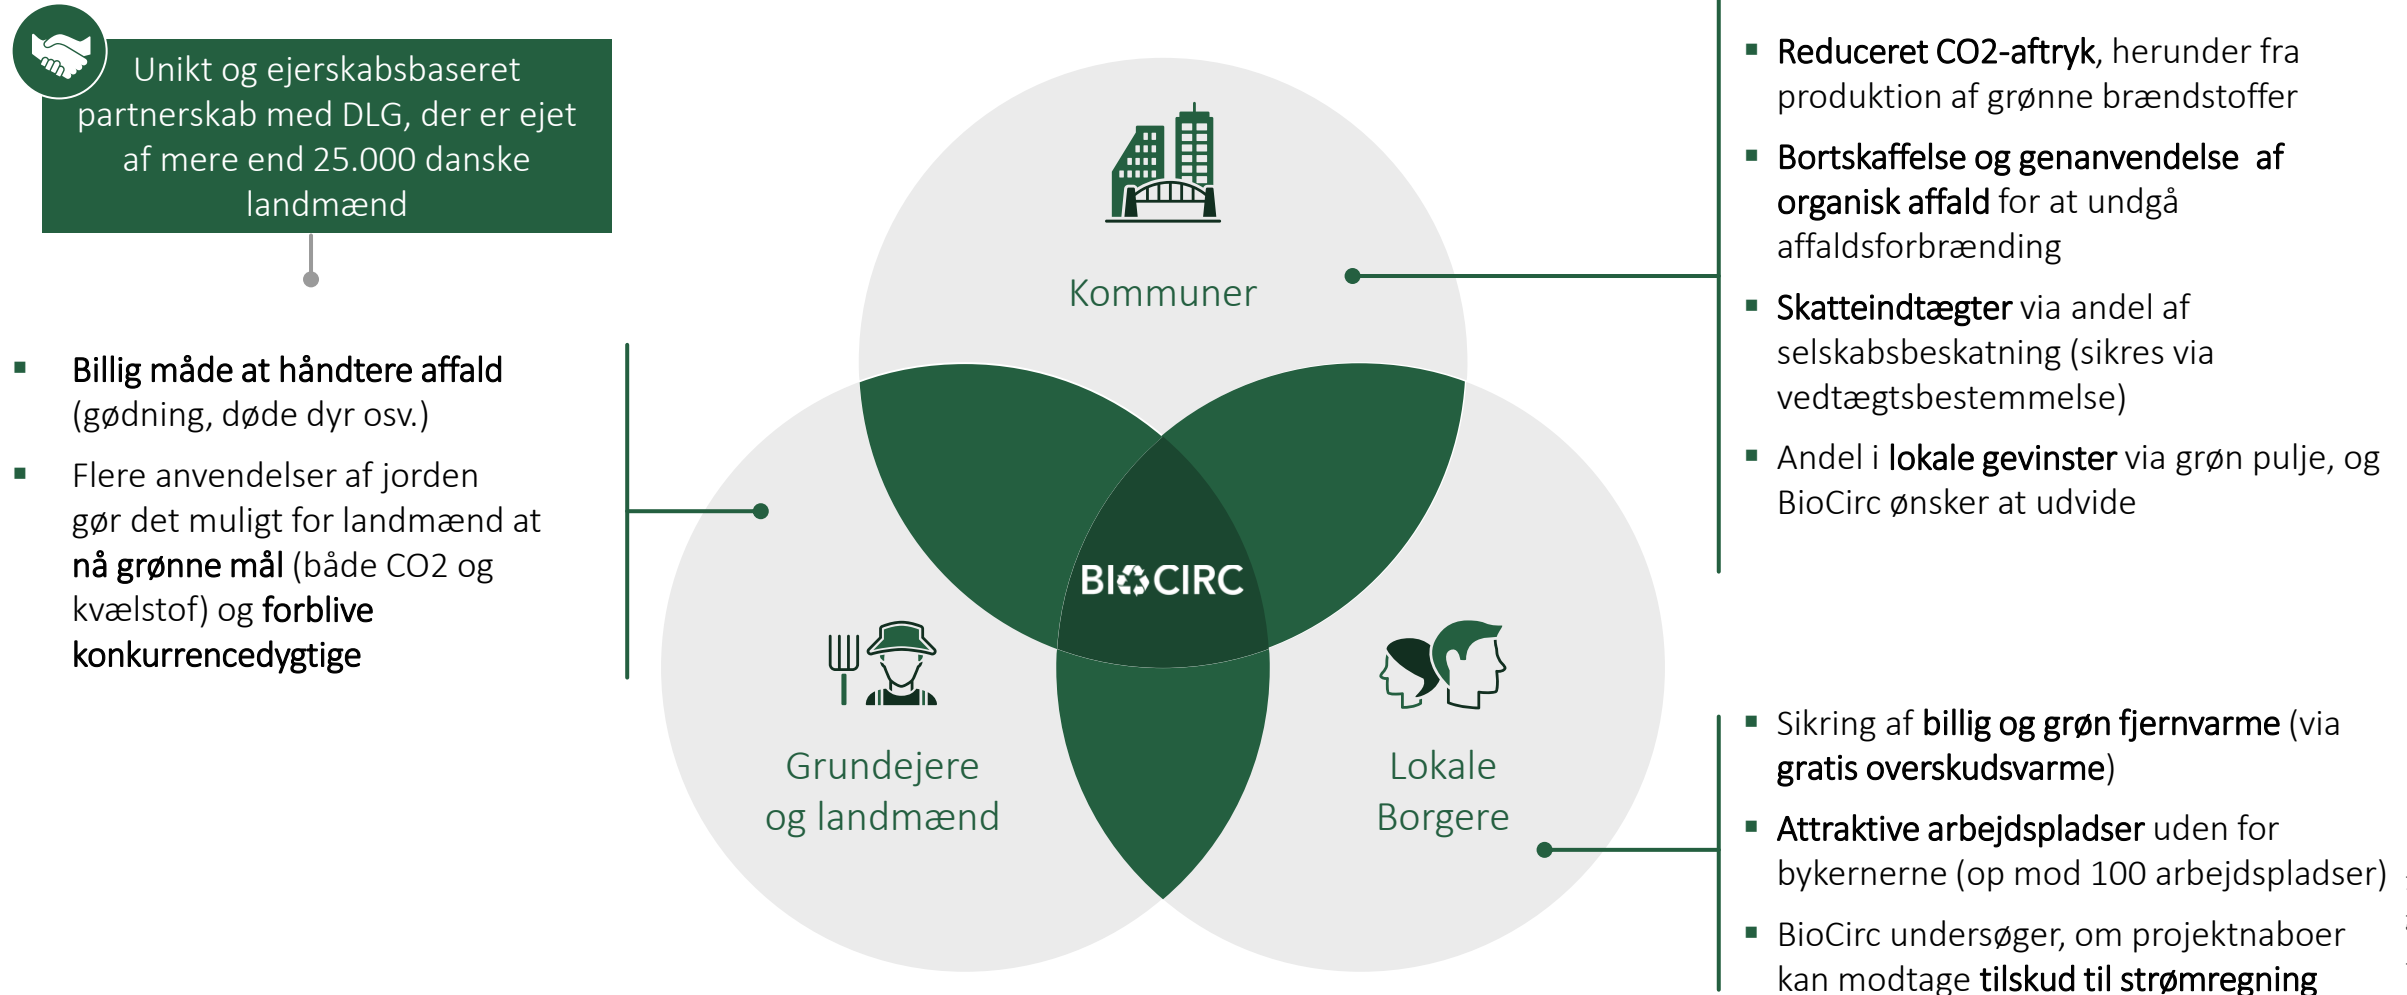 Unikt og ejerskabsbaseret
partnerskab med DLG, der er ejet
af mere end 25.000 danske
landmænd
▪ Billig måde at håndtere affald
(gødning, døde dyr osv.)
▪ Flere anvendelser af jorden
gør det muligt for landmænd at
nå grønne mål (både CO2 og
kvælstof) og forblive
konkurrencedygtige
Kommuner
BIOCIRC
Grundejere
og landmænd
Lokale
Borgere
▪ Reduceret CO2-aftryk, herunder fra
produktion af grønne brændstoffer
▪ Bortskaffelse og genanvendelse af
organisk affald for at undgå
affaldsforbrænding
▪ Skatteindtægter via andel af
selskabsbeskatning (sikres via
vedtægtsbestemmelse)
▪ Andel i lokale gevinster via grøn pulje, og
BioCirc ønsker at udvide
▪ Sikring af billig og grøn fjernvarme (via
gratis overskudsvarme)
▪ Attraktive arbejdspladser uden for
bykernerne (op mod 100 arbejdspladser)
▪ BioCirc undersøger, om projektnaboer
kan modtage tilskud til strømregning